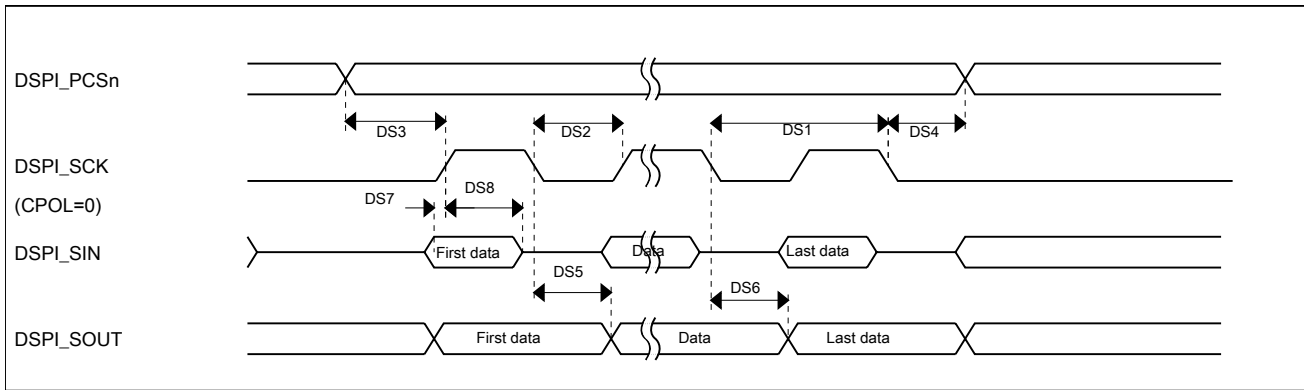 DSPI_PCSn
DS3
DS2
DS1
DS4
DSPI_SCK
(CPOL=0)
DS7
DS8
DSPI_SIN
First data
Data
Last data
DS5
DS6
DSPI_SOUT
First data
Data
Last data